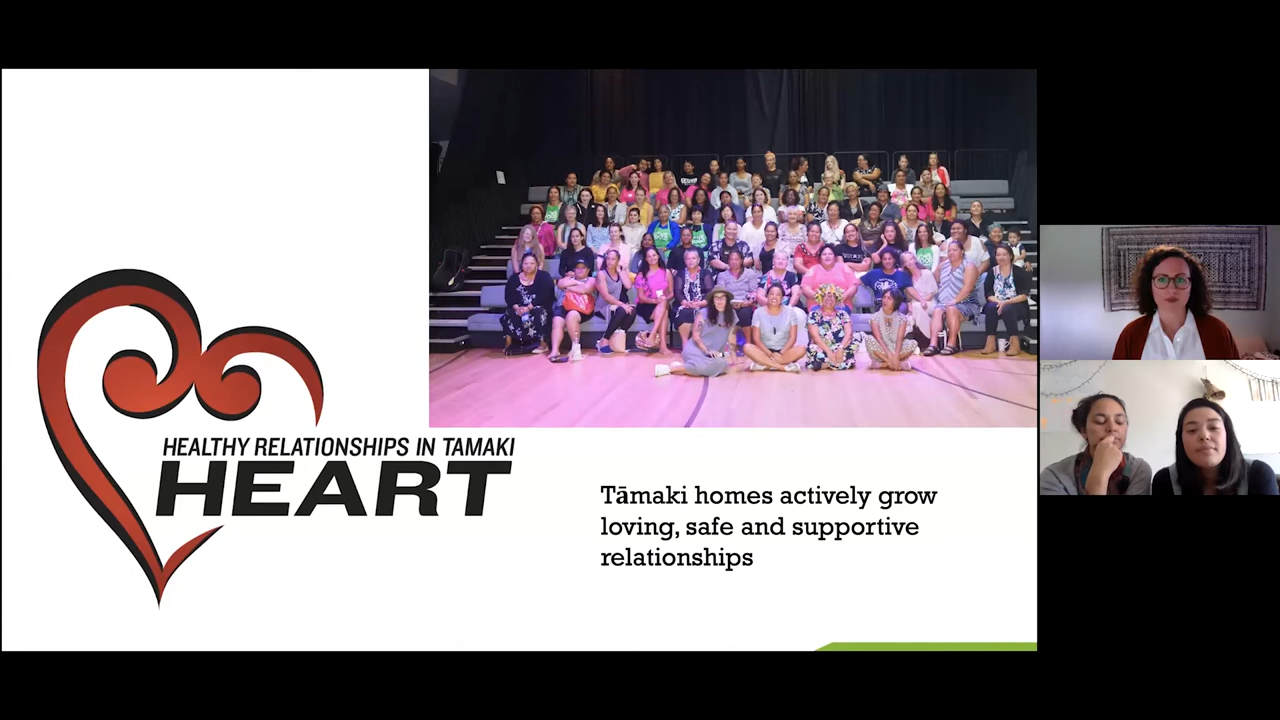 HEALTHY RELATIONSHIPS IN TAMAKI
HEART
Tāmaki homes actively grow
loving, safe and supportive
relationships